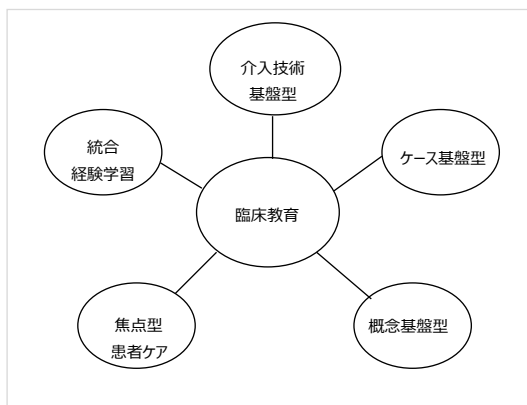 介入技術
基盤型
統合
経験学習
ケース基盤型
臨床教育
焦点型
患者ケア
概念基盤型